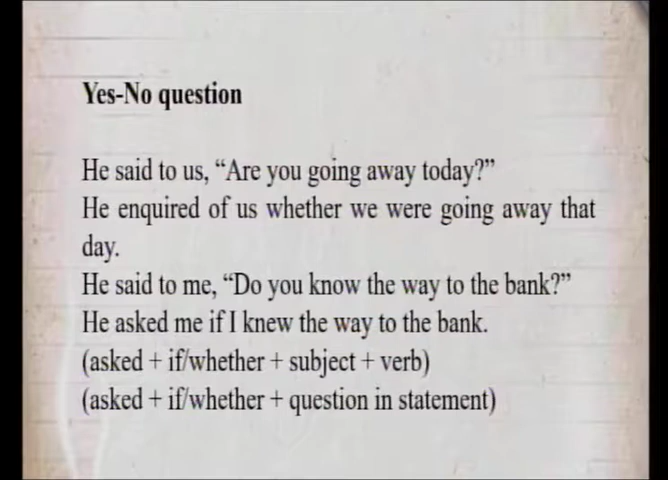 Yes-No question
He said to us, “Are you going away today?”
He enquired of us whether we were going away that
day.
He said to me, “Do you know the way to the bank?”
He asked me if I knew the way to the bank.
(asked + if/whether + subject + verb)
(asked + if/whether + question in statement)